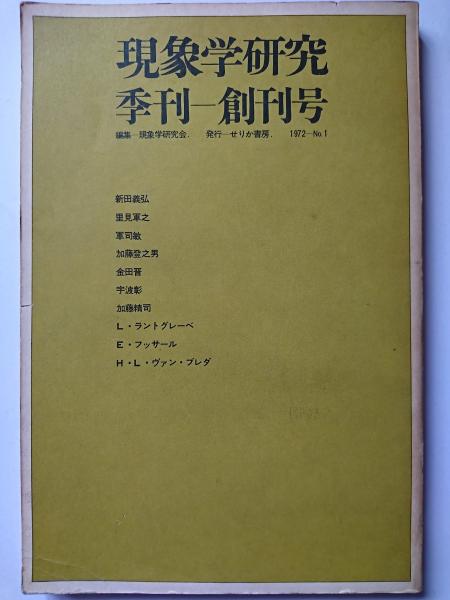 現象学研究
季刊―創刊号
編集―現象学研究会. 発行―せりか書房. 1972―No.1
新田義弘
里見軍之
軍司敏
加藤登之男
金田晋
宇波彰
加藤精司
L・ラントグレーベ
E・フッサール
H・L・ヴァン・ブレダ